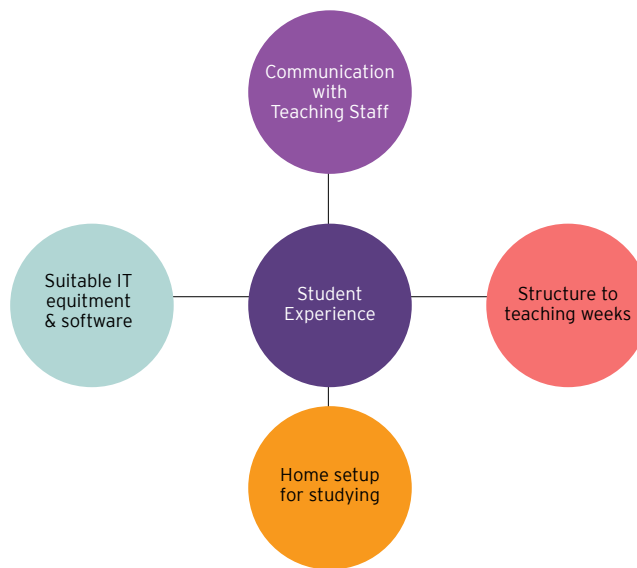 Communication
with
Teaching Staff
Suitable IT
equitment
& software
Student
Experience
Structure to
teaching weeks
Home setup
for studying